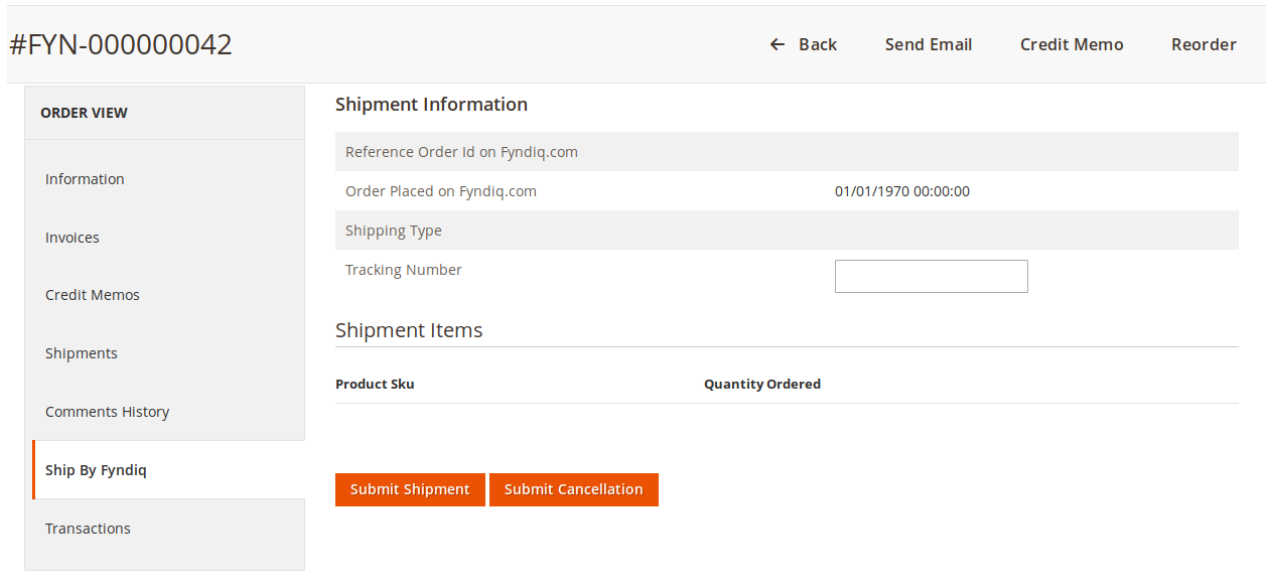 #FYN-000000042
← Back Send Email Credit Memo Reorder
ORDER VIEW
Information
Invoices
Credit Memos
Shipments
Comments History
Ship By Fyndiq
Transactions
Shipment Information
Reference Order Id on Fyndiq.com
Order Placed on Fyndiq.com 01/01/1970 00:00:00
Shipping Type
Tracking Number
Shipment Items
Product Sku Quantity Ordered
Submit Shipment Submit Cancellation